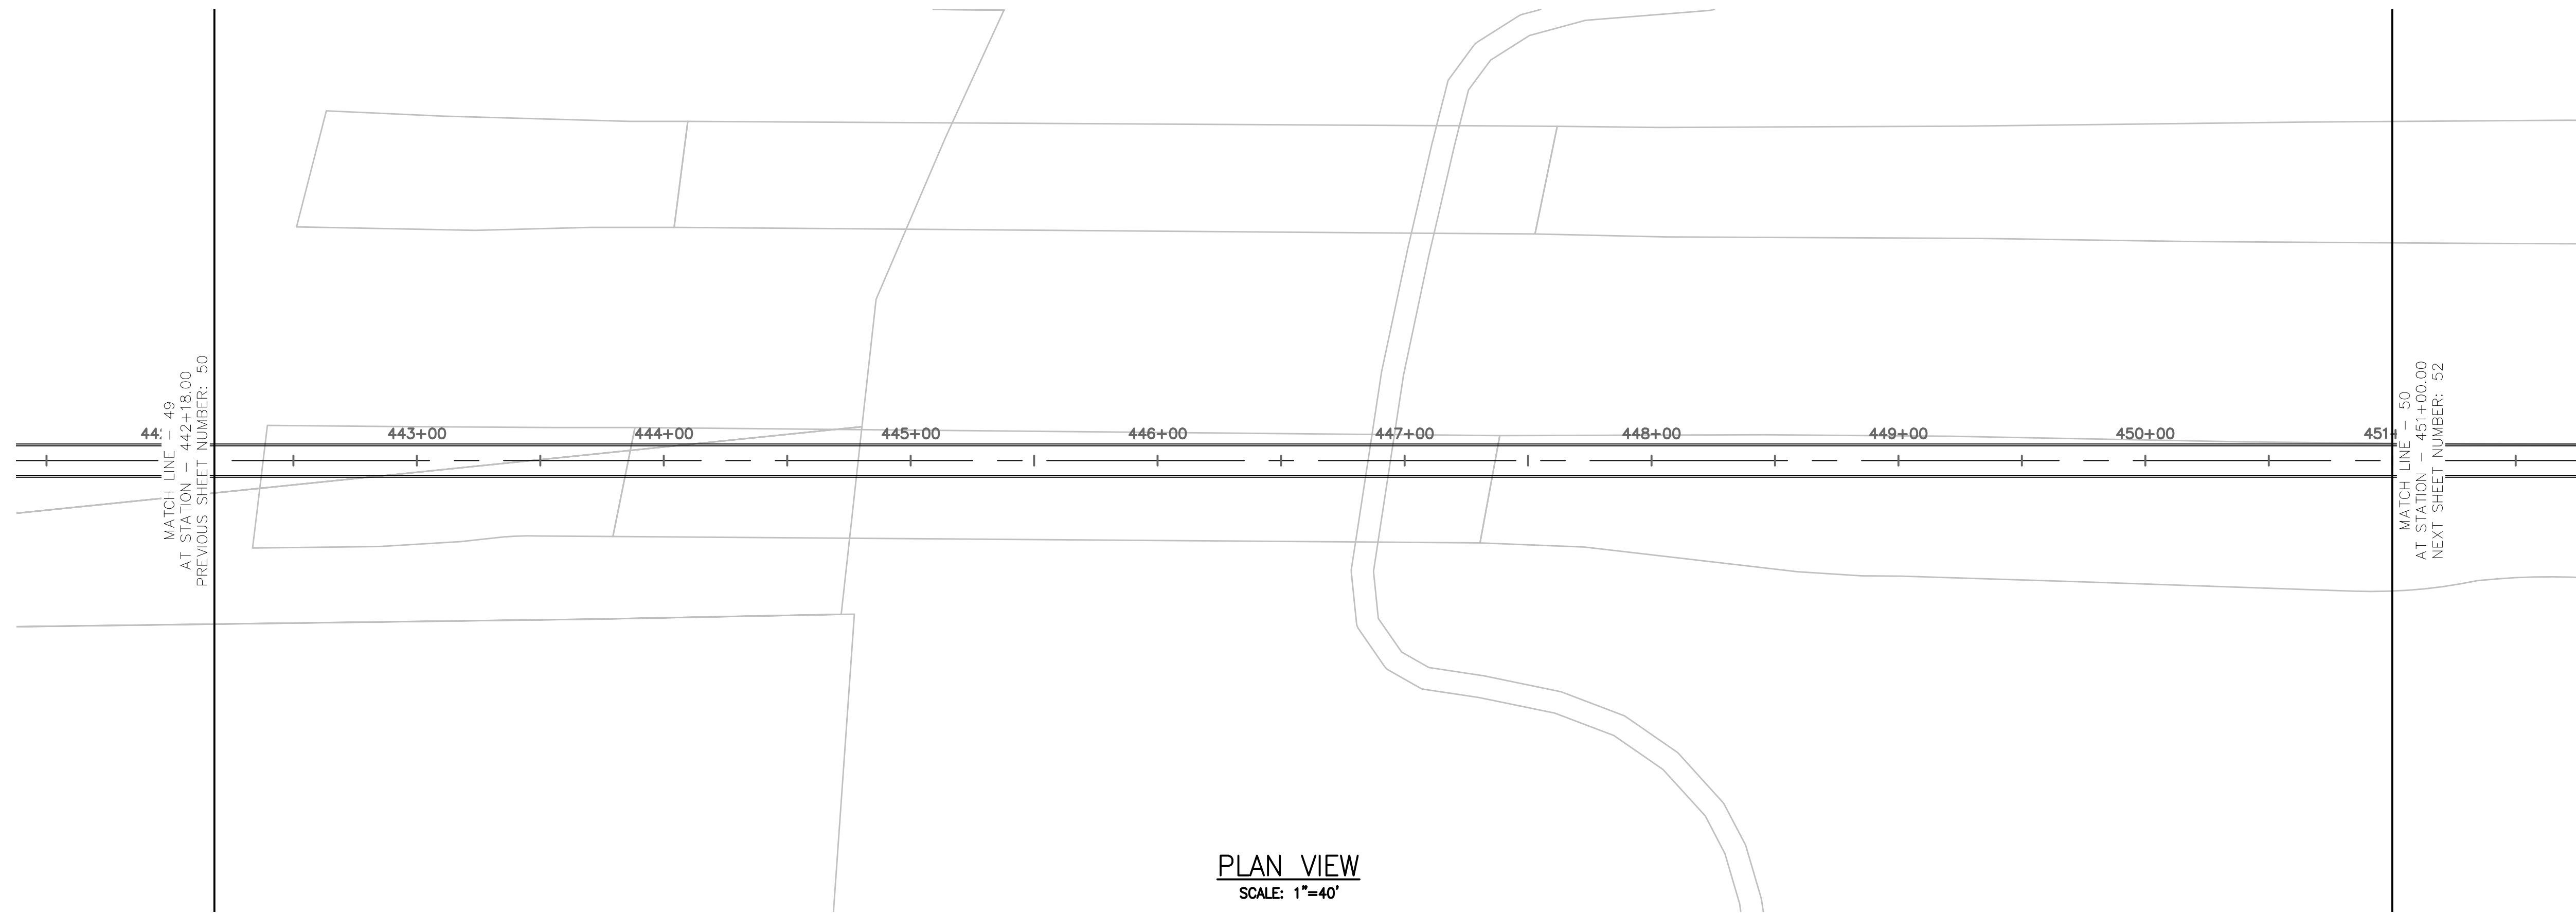 MATCH LINE - 49
AT STATION - 442+18.00
PREVIOUS SHEET NUMBER: 50
443+00
444+00
445+00
446+00
447+00
448+00
449+00
450+00
MATCH LINE - 50
AT STATION - 451+00.00
NEXT SHEET NUMBER: 52
PLAN VIEW
SCALE: 1"=40'